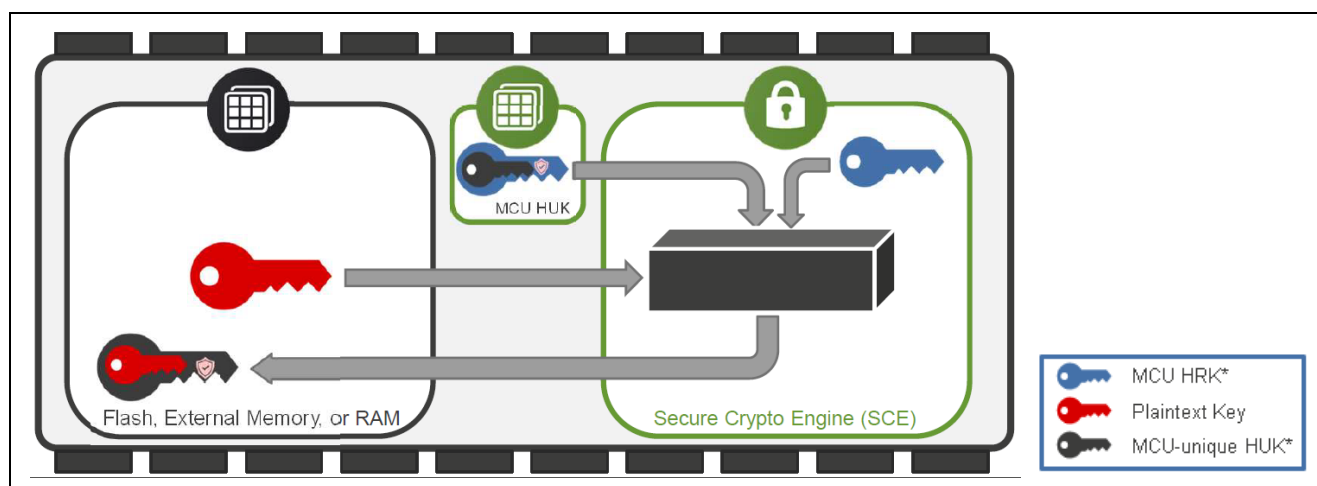 MCU HUK
Flash, External Memory, or RAM
Secure Crypto Engine (SCE)
MCU HRK*
Plaintext Key
MCU-unique HUK*